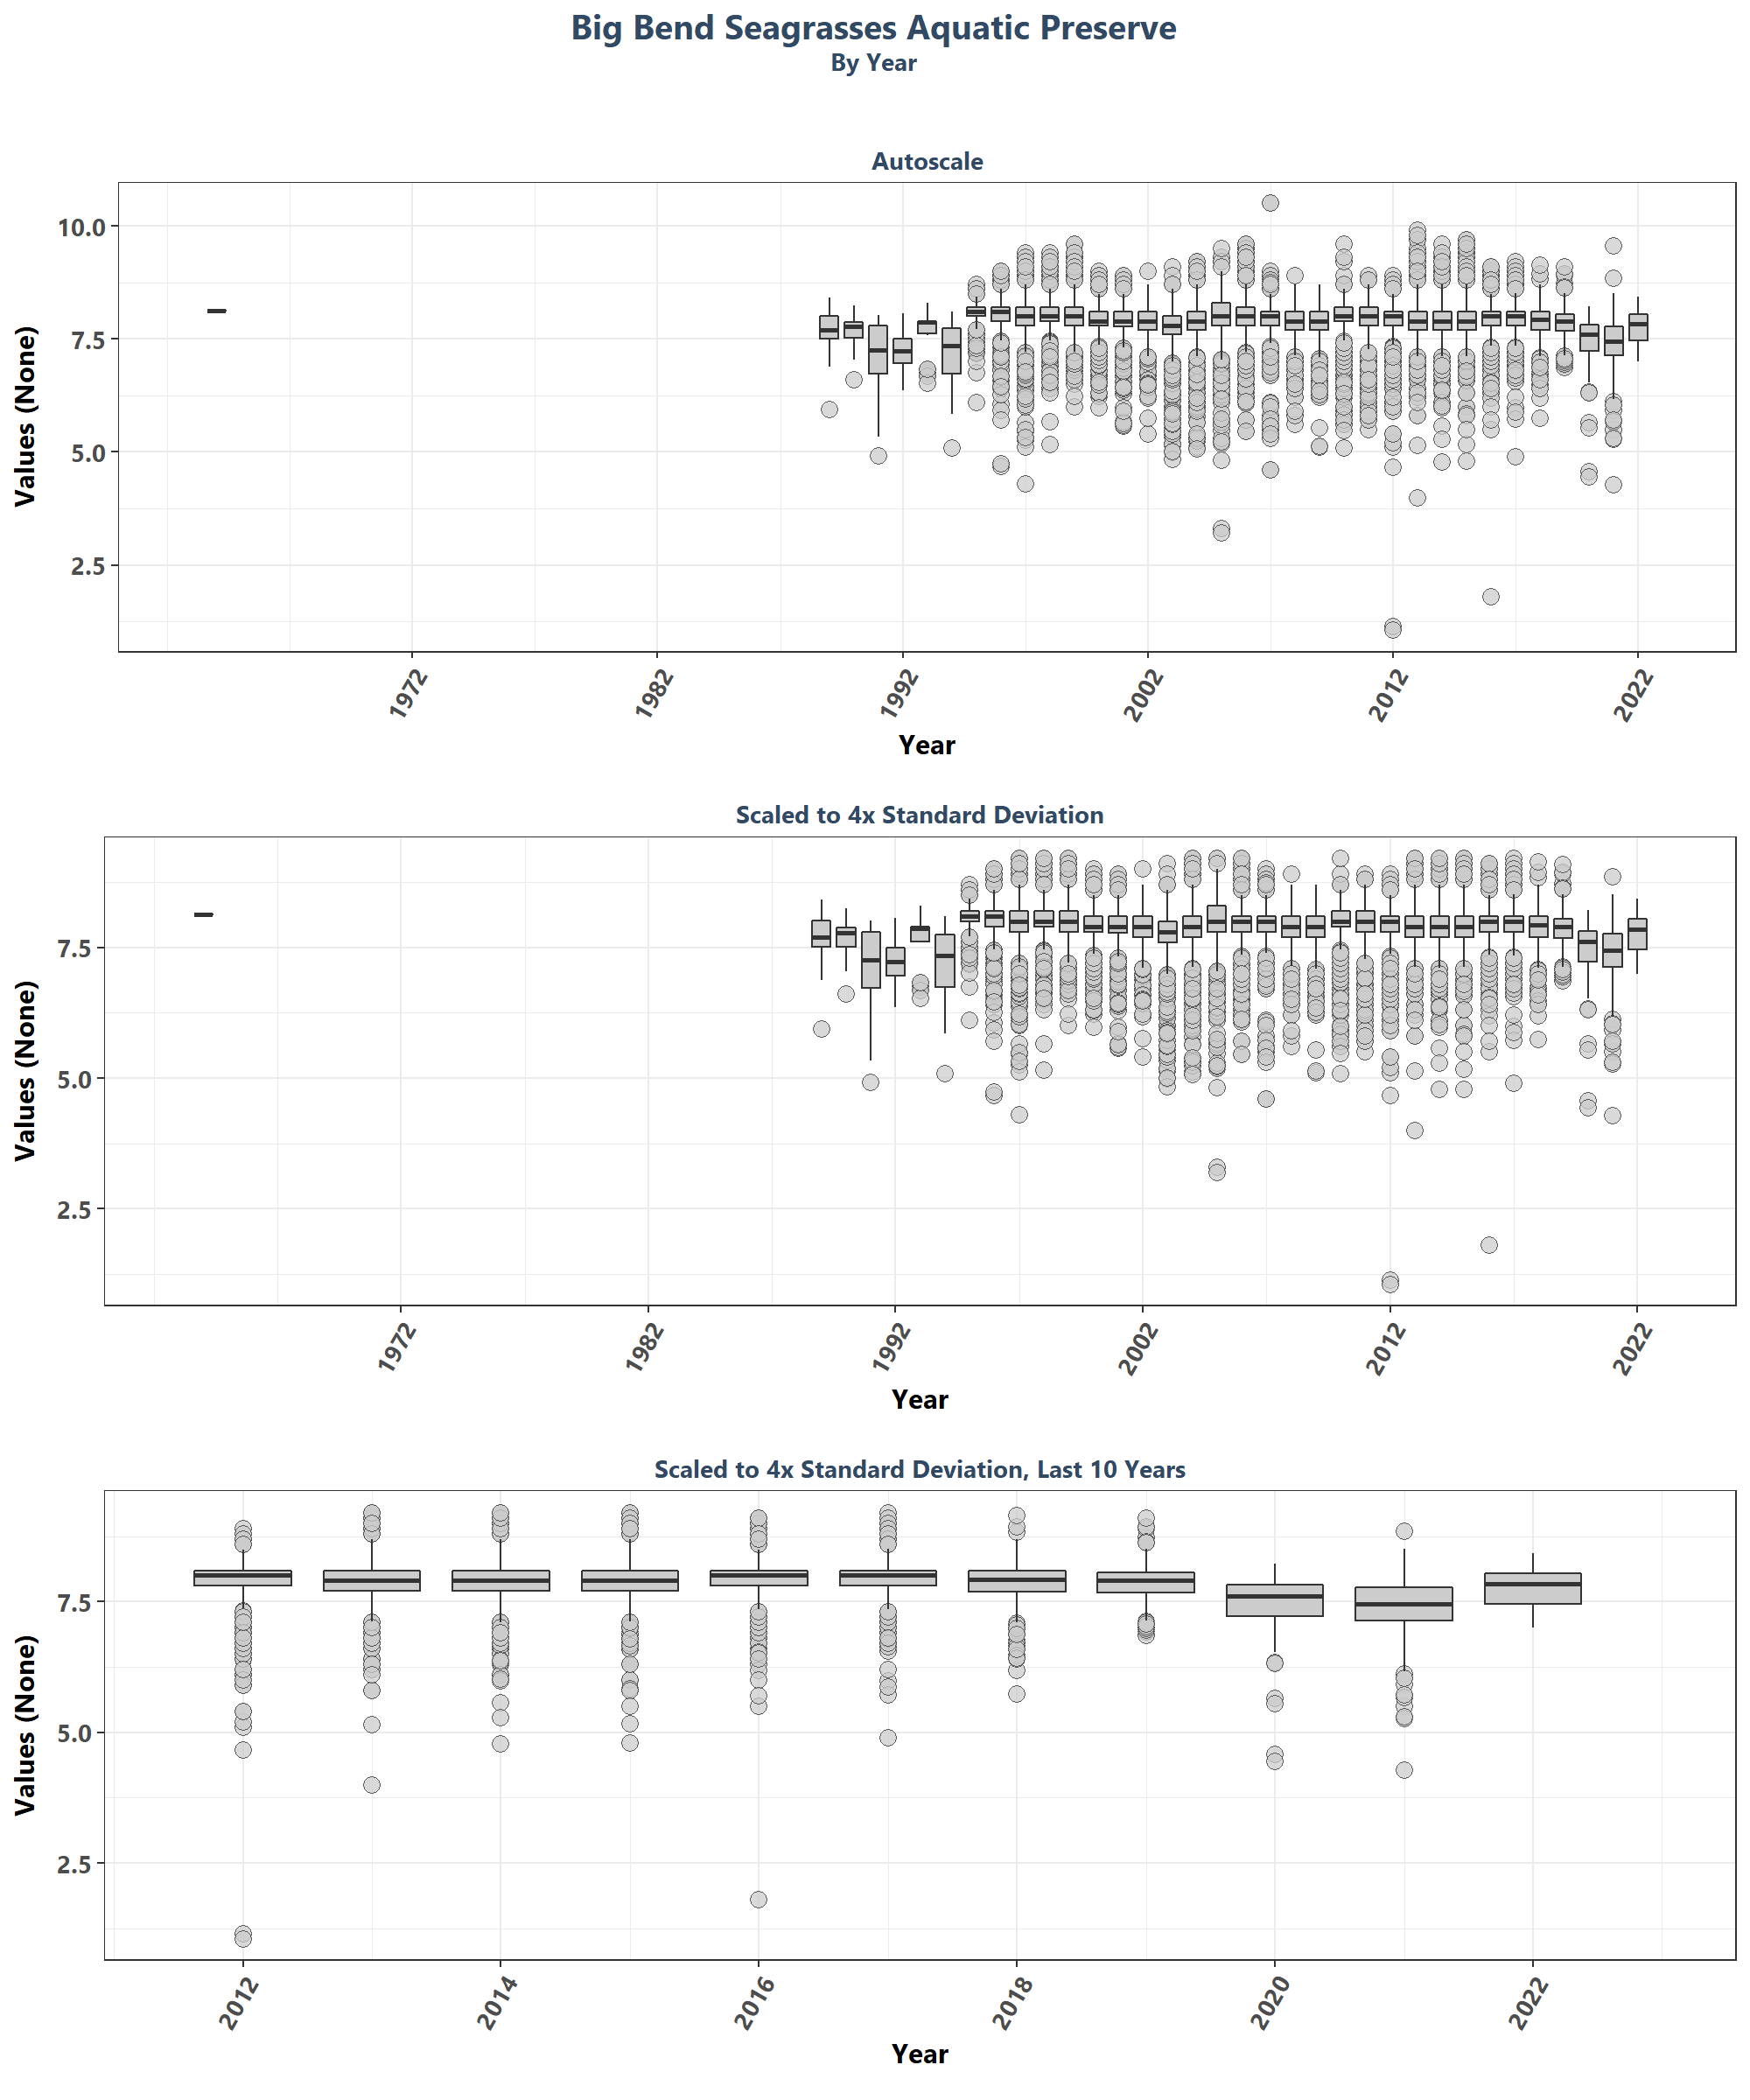 Big Bend Seagrasses Aquatic Preserve
By Year
Autoscale
Values (None)
10.0
7.5
5.0
2.5
1972
1982
1992
2002
2012
2022
Year
Scaled to 4x Standard Deviation
Values (None)
7.5
5.0
2.5
1972
1982
1992
2002
2012
2022
Year
Scaled to 4x Standard Deviation, Last 10 Years
Values (None)
7.5
5.0
2.5
2012
2014
2016
2018
2020
2022
Year